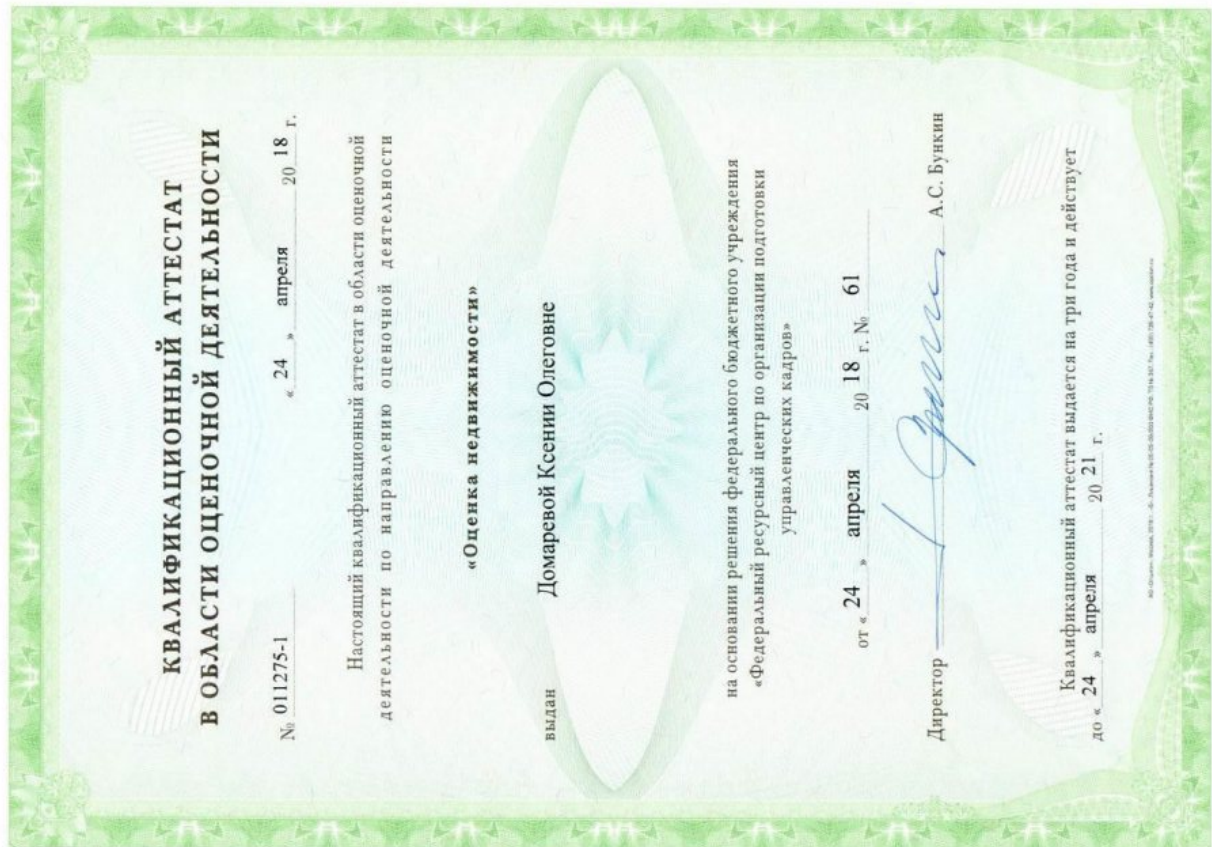 КВАЛИФИКАЦИОННЫЙ АТТЕСТАТ
В ОБЛАСТИ ОЦЕНОЧНОЙ ДЕЯТЕЛЬНОСТИ
№ 011275-1 « 24 » апреля 20 18 г.
Настоящий квалификационный аттестат в области оценочной
деятельности по направлению оценочной деятельности
«Оценка недвижимости»
выдан Домаревой Ксении Олеговне
на основании решения федерального бюджетного учреждения
«Федеральный ресурсный центр по организации подготовки
управленческих кадров»
от « 24 » апреля 20 18 г. № 61
Директор А.С. Бункин
Квалификационный аттестат выдается на три года и действует
до « 24 » апреля 20 21 г.